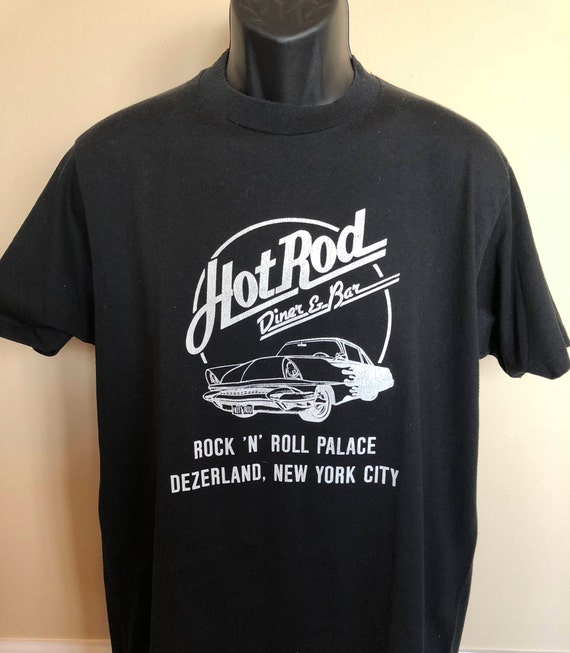 Hot Rod
Diner & Bar
ROCK 'N' ROLL PALACE
DEZERLAND, NEW YORK CITY